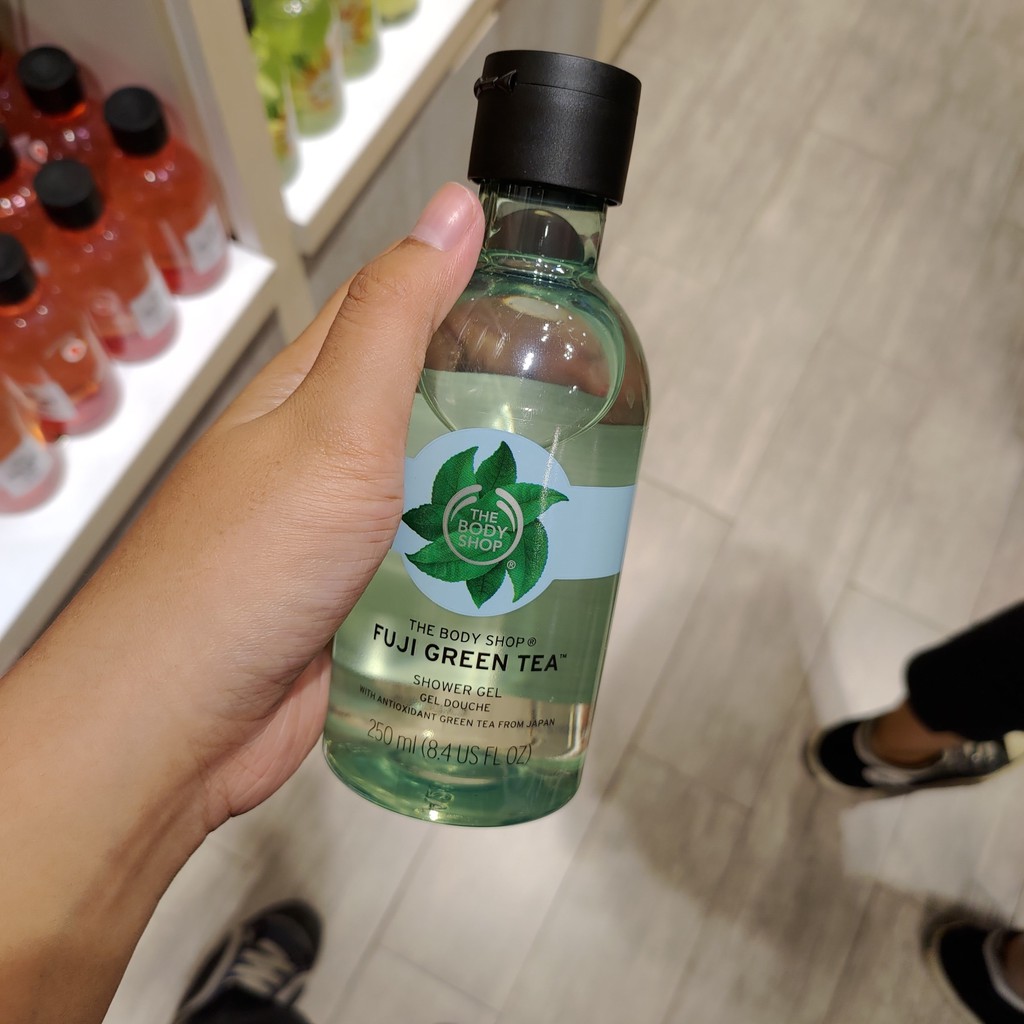 THE
BODY
SHOP
®
THE BODY SHOP®
FUJI GREEN TEA™
SHOWER GEL
GEL DOUCHE
WITH ANTIOXIDANT GREEN TEA FROM JAPAN
250 ml (8.4 US FL OZ)